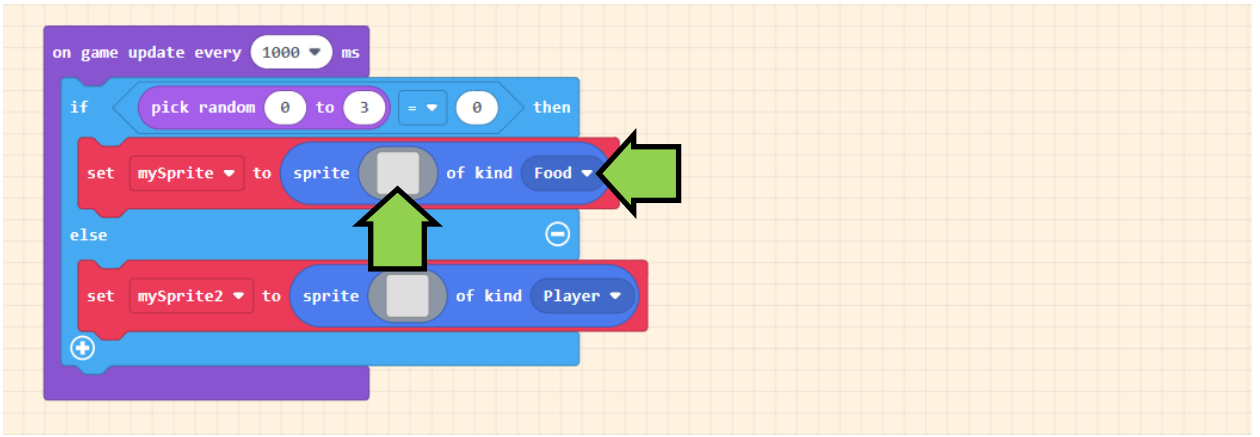 on game update every 1000 ms
if pick random 0 to 3 = 0 then
set mySprite to sprite of kind Food
else
set mySprite2 to sprite of kind Player